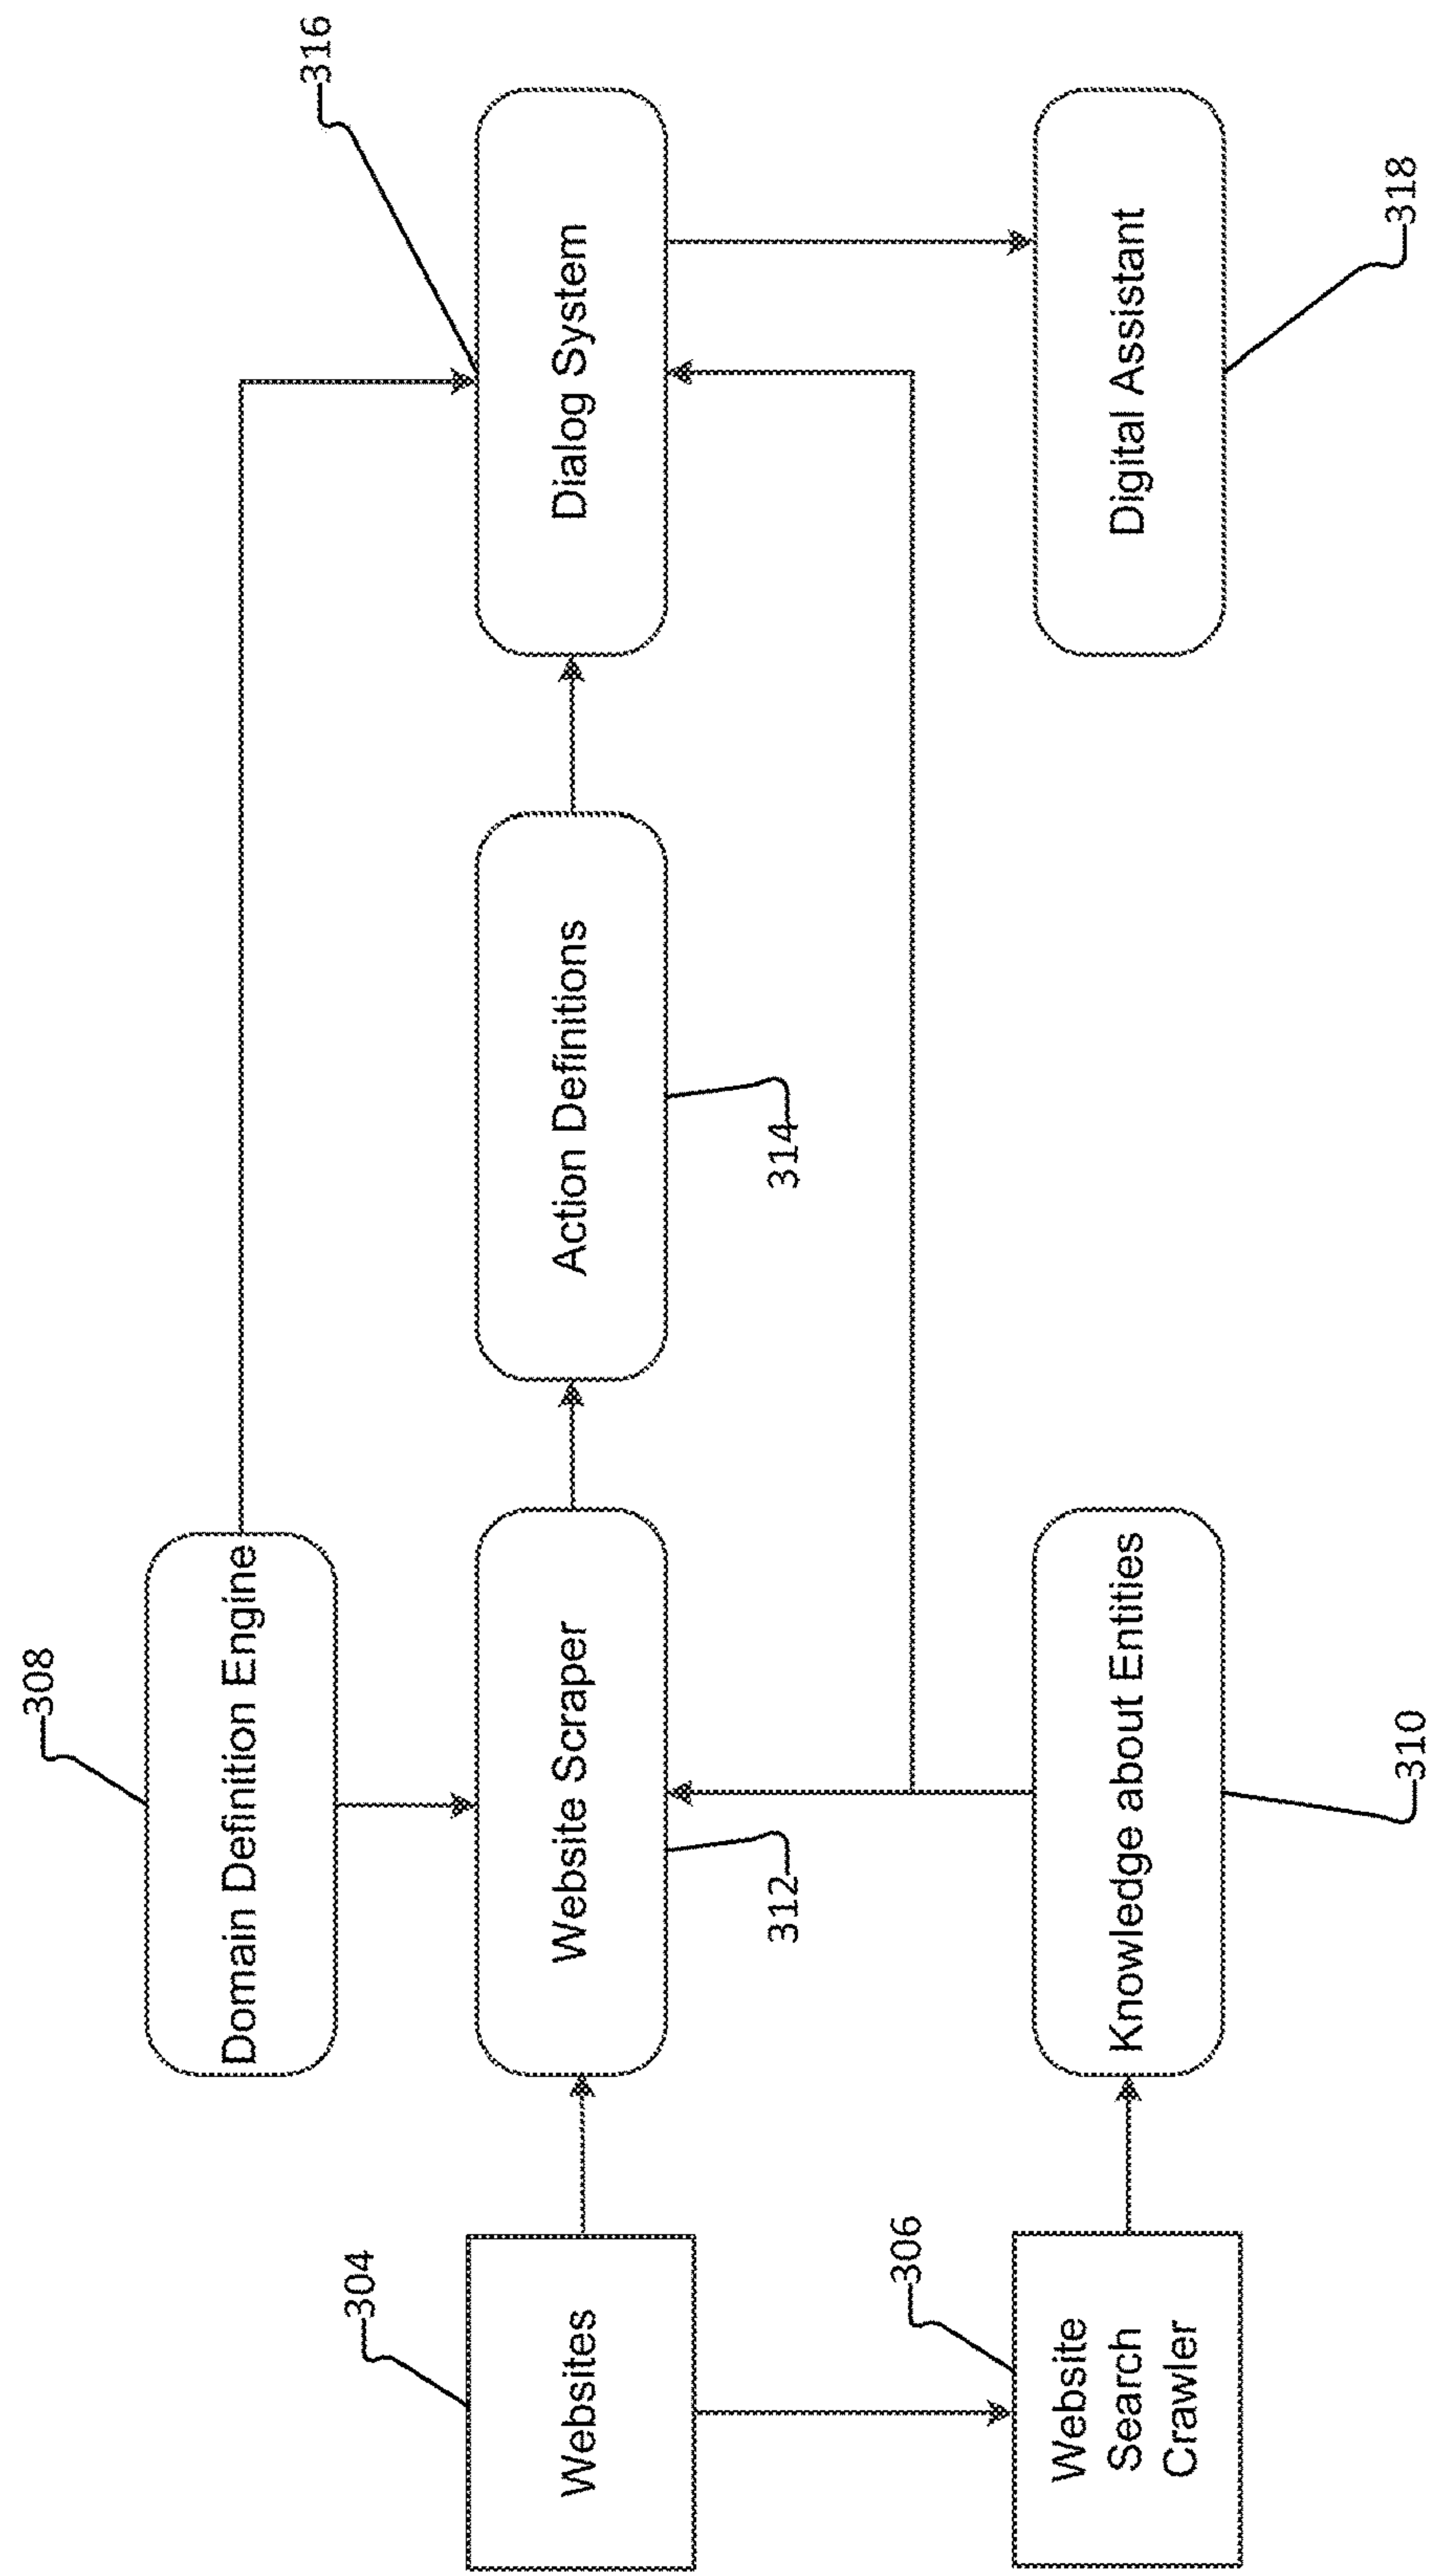 308
316
Domain Definition Engine
304
Websites
Website Scraper
312
Action Definitions
314
Dialog System
306
Website
Search
Crawler
Knowledge about Entities
310
Digital Assistant
318